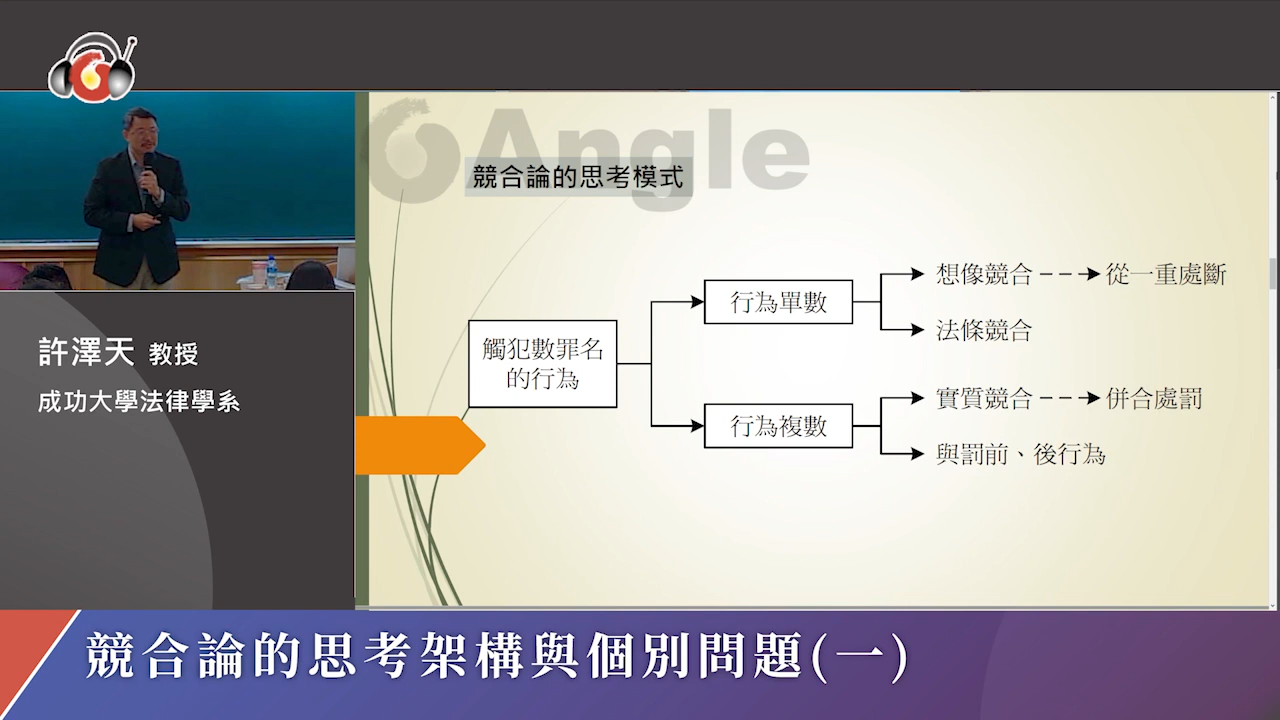 Angle
競合論的思考模式
觸犯數罪名
的行為
行為單數
想像競合
從一重處斷
法條競合
行為複數
實質競合
併合處罰
與罰前、後行為
許澤天 教授
成功大學法律學系
競合論的思考架構與個別問題(一)